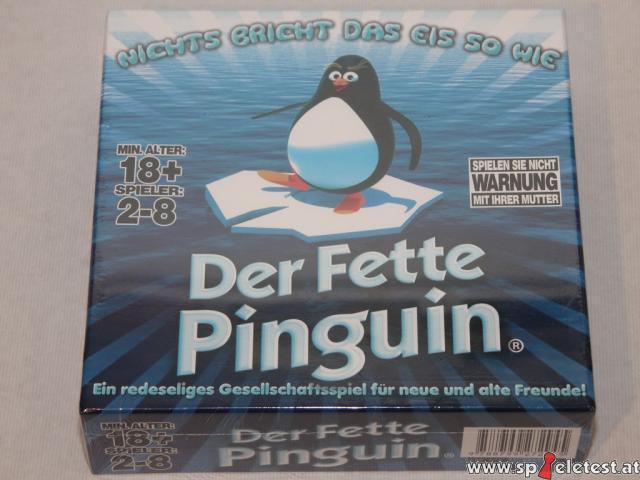 NICHTS BRICHT DAS EIS SO WIE
MIN. ALTER:
18+
SPIELER:
2-8
SPIELEN SIE NICHT
WARNUNG
MIT IHRER MUTTER
Der Fette
Pinguin®
Ein redeseliges Gesellschaftsspiel für neue und alte Freunde!
MIN. ALTER:
18+
SPIELER:
2-8
Der Fette
Pinguin®
www.spieletest.at